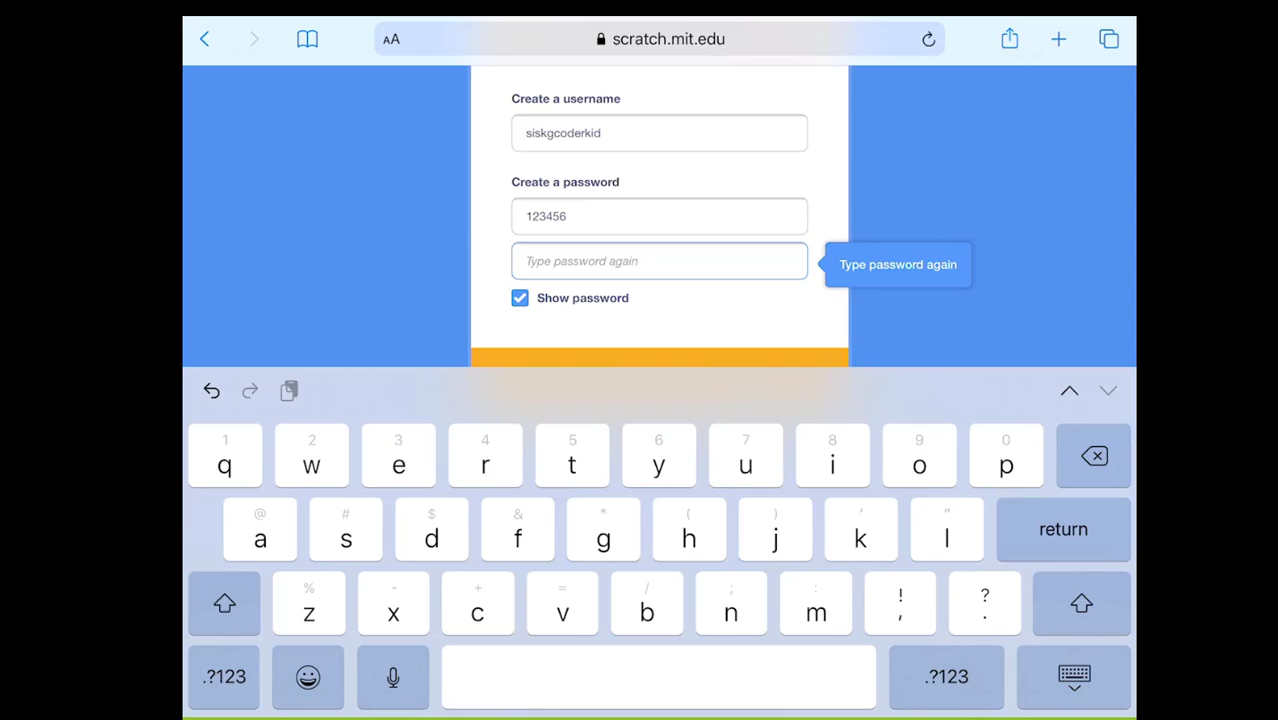 AA scratch.mit.edu
Create a username
siskgcoderkid
Create a password
123456
Type password again
Type password again
Show password
1 2 3 4 5 6 7 8 9 0
q w e r t y u i o p
@ # $ & * ( ) ' "
a s d f g h j k l return
% - + = / ; : ! ?
z x c v b n m , .
.?123 .?123